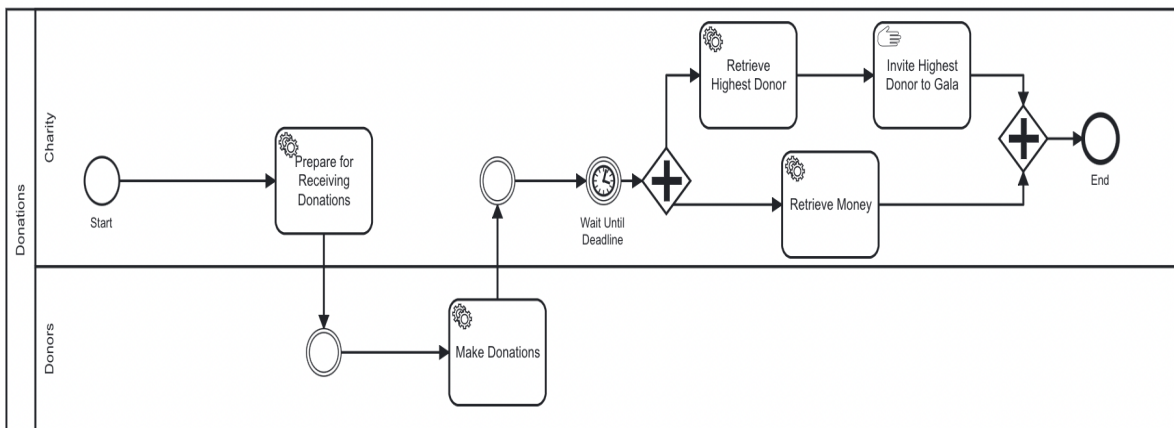 Donations
Charity
Start
Prepare for
Receiving
Donations
Wait Until
Deadline
Retrieve
Highest Donor
Invite Highest
Donor to Gala
Retrieve Money
End
Donors
Make Donations